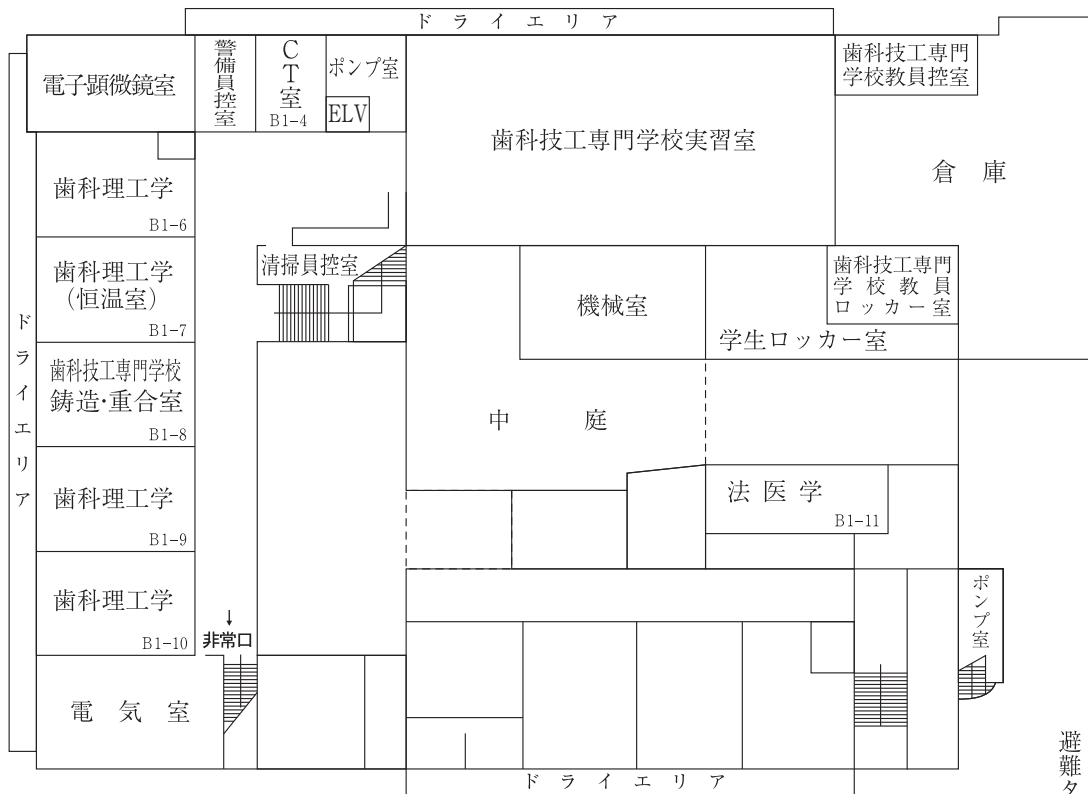 ドライエリア
電子顕微鏡室
警備員控室
CT室
B1-4
ポンプ室
ELV
歯科技工専門学校実習室
歯科技工専門
学校教員控室
倉庫
歯科理工学
B1-6
歯科理工学
(恒温室)
B1-7
清掃員控室
機械室
歯科技工専門
学校教員
ロッカー室
学生ロッカー室
ドライエリア
歯科技工専門学校
鋳造・重合室
B1-8
中庭
歯科理工学
B1-9
法医学
B1-11
歯科理工学
B1-10
↓
非常口
ポンプ室
電気室
ドライエリア
避難タ